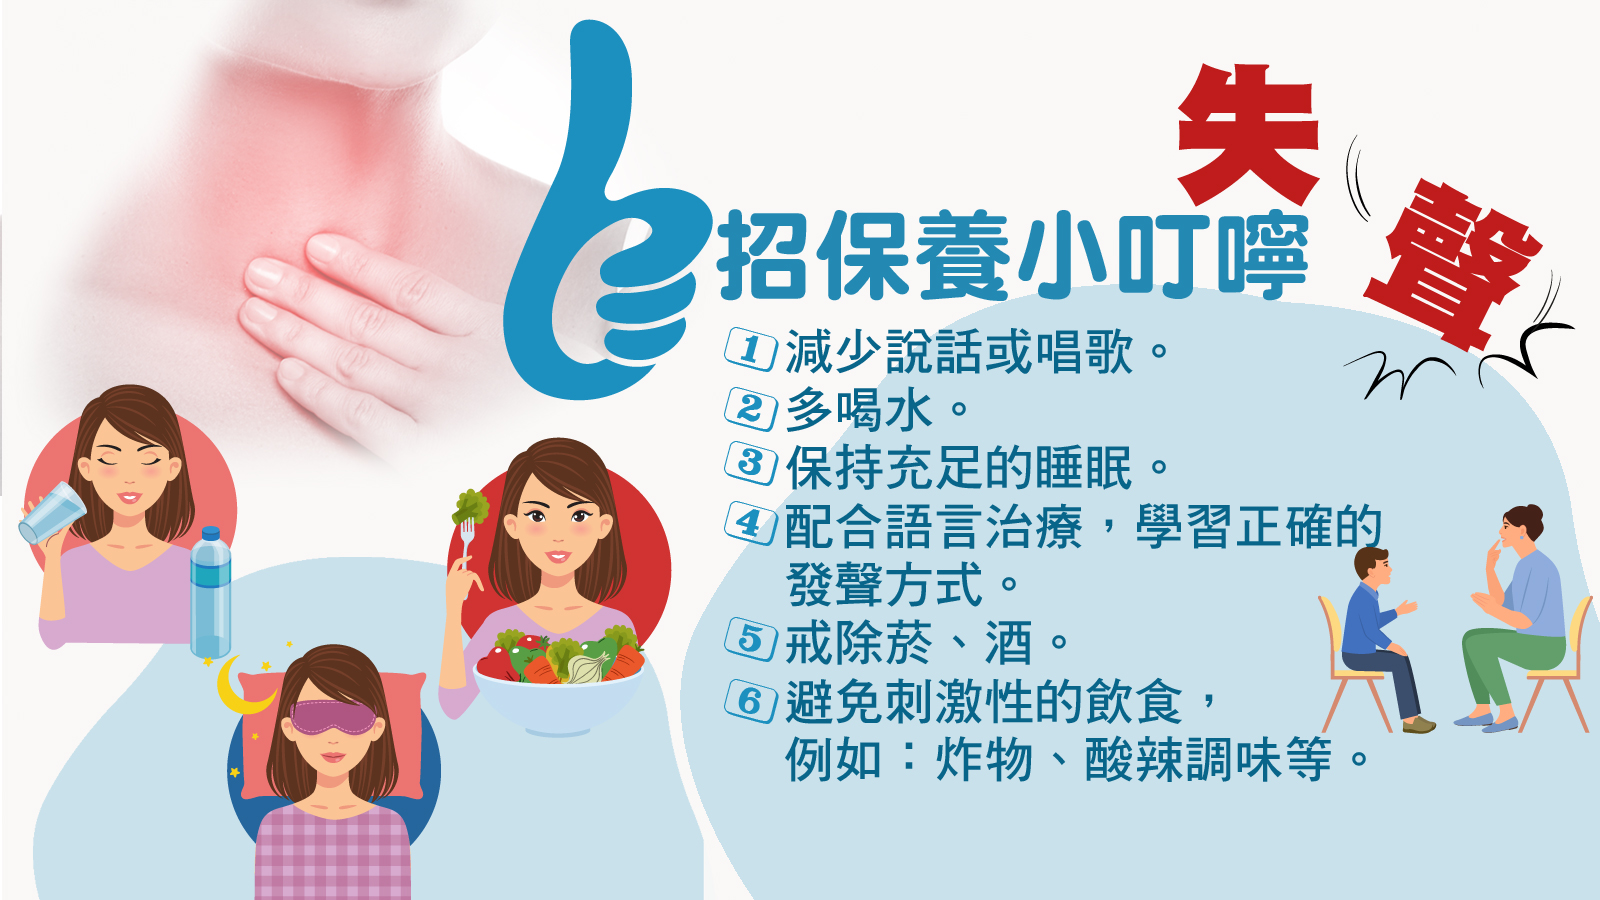 失聲
6招保養小叮嚀
1 減少說話或唱歌。
2 多喝水。
3 保持充足的睡眠。
4 配合語言治療，學習正確的
發聲方式。
5 戒除菸、酒。
6 避免刺激性的飲食，
例如：炸物、酸辣調味等。